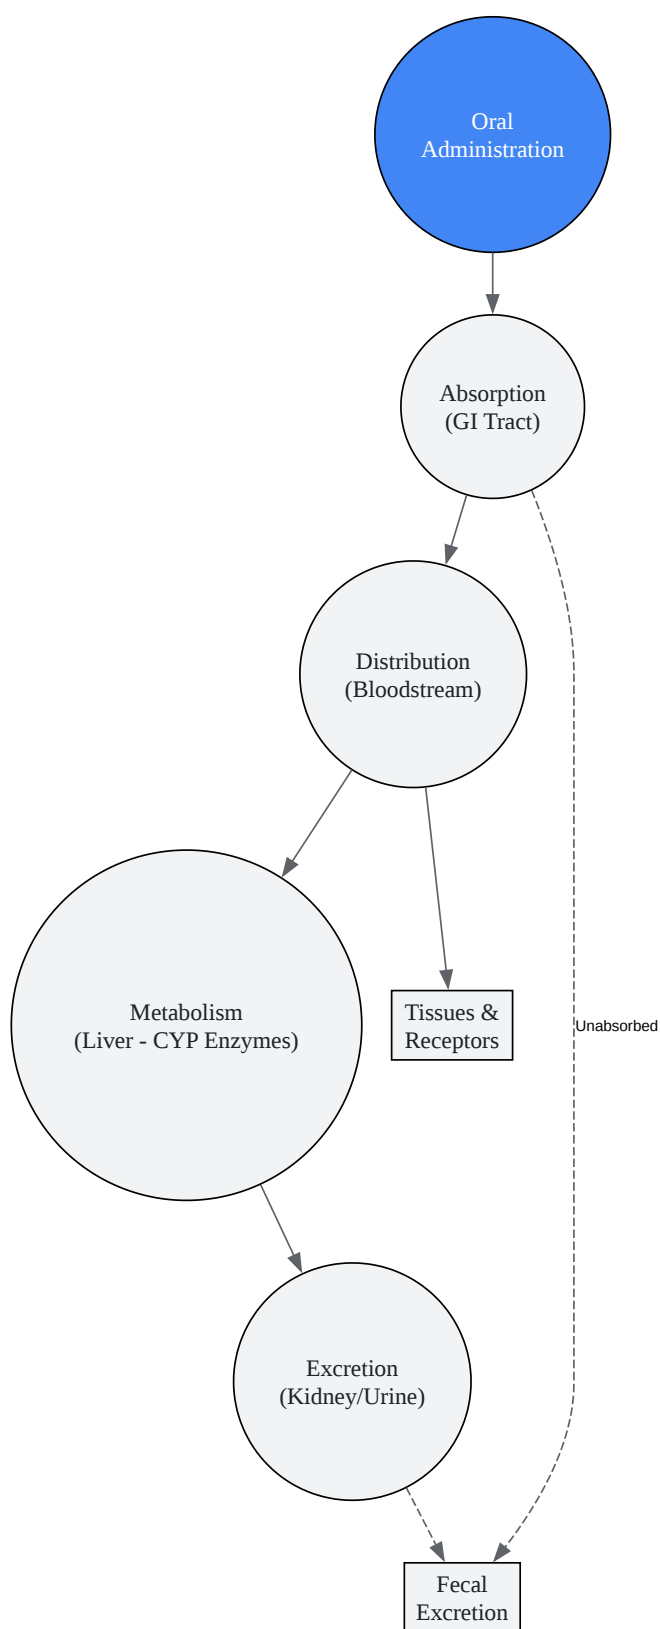 Oral
Administration
Absorption
(GI Tract)
Distribution
(Bloodstream)
Metabolism
(Liver - CYP Enzymes)
Tissues &
Receptors
Unabsorbed
Excretion
(Kidney/Urine)
Fecal
Excretion